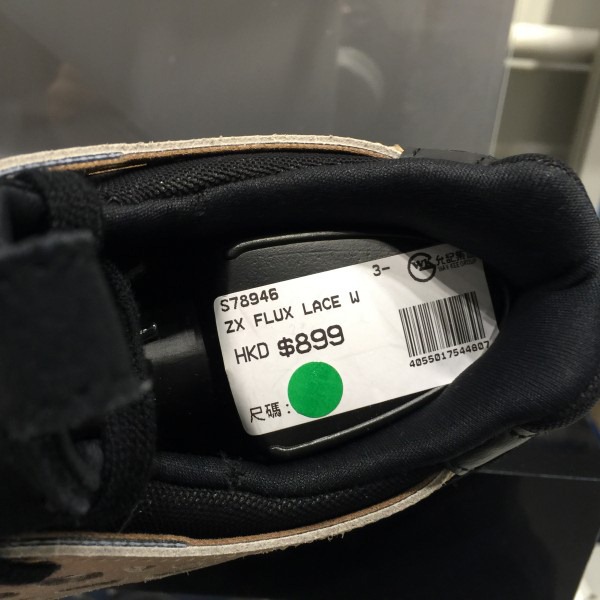 S78946
3-
ZX FLUX LACE W
HKD $899
4055017544807
尺碼：